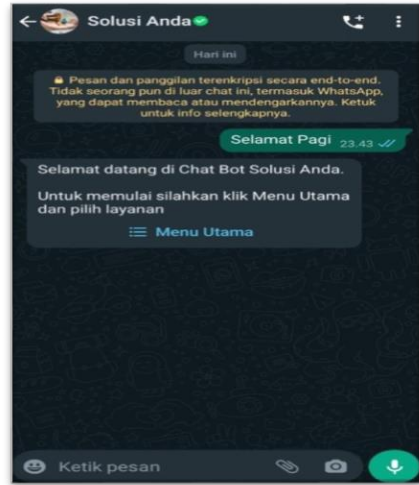 Solusi Anda
Hari ini
Pesan dan panggilan terenkripsi secara end-to-end.
Tidak seorang pun di luar chat ini, termasuk WhatsApp,
yang dapat membaca atau mendengarkannya. Ketuk
untuk info selengkapnya.
Selamat Pagi 23.43
Selamat datang di Chat Bot Solusi Anda.
Untuk memulai silahkan klik Menu Utama
dan pilih layanan
Menu Utama
Ketik pesan